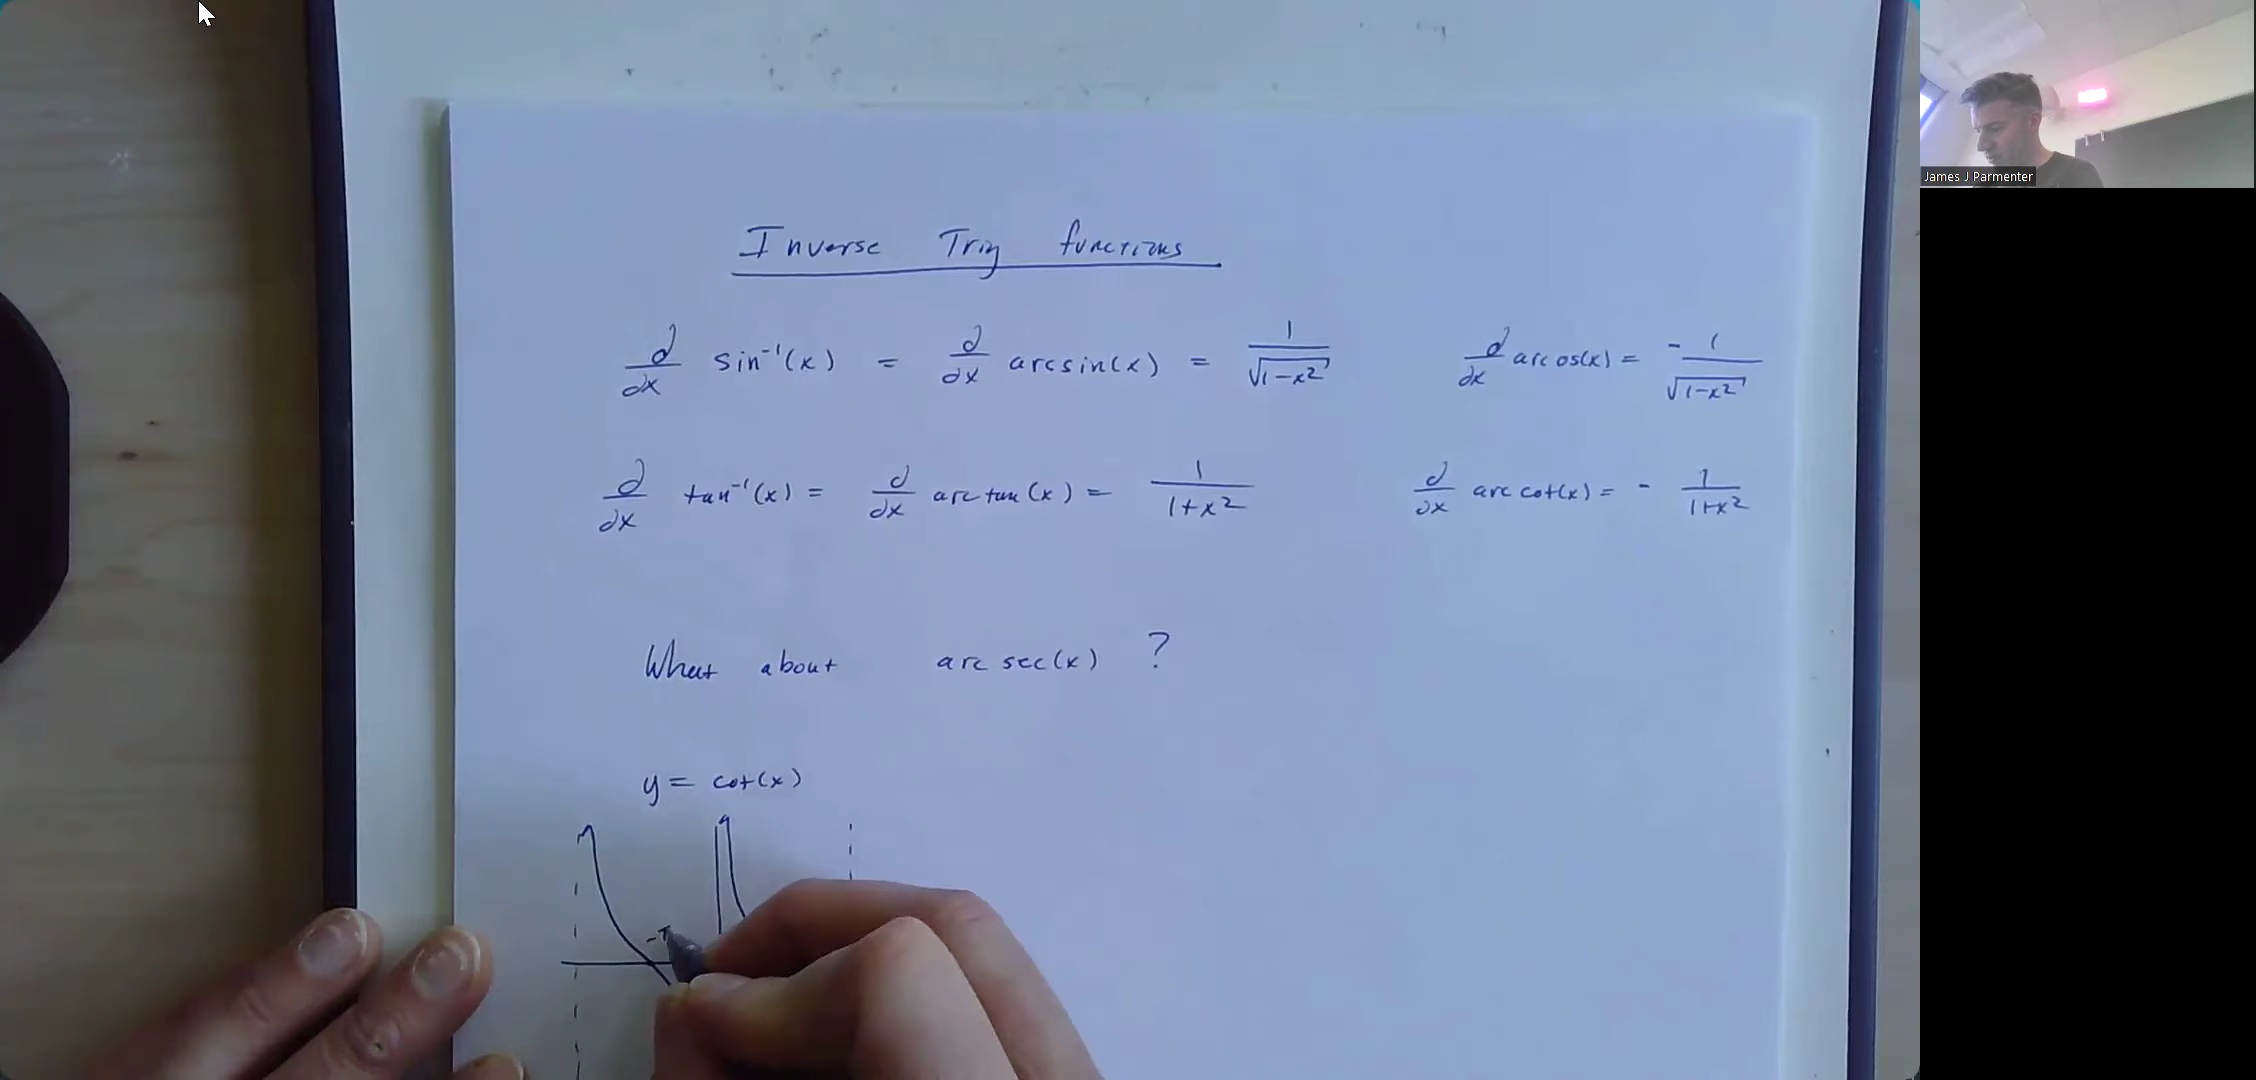 Inverse Trig functions
d/dx sin⁻¹(x) = d/dx arcsin(x) = 1/√(1-x²)
d/dx arccos(x) = -1/√(1-x²)
d/dx tan⁻¹(x) = d/dx arctan(x) = 1/(1+x²)
d/dx arccot(x) = - 1/(1+x²)
What about arcsec(x) ?
y = cot(x)
James J Parmenter